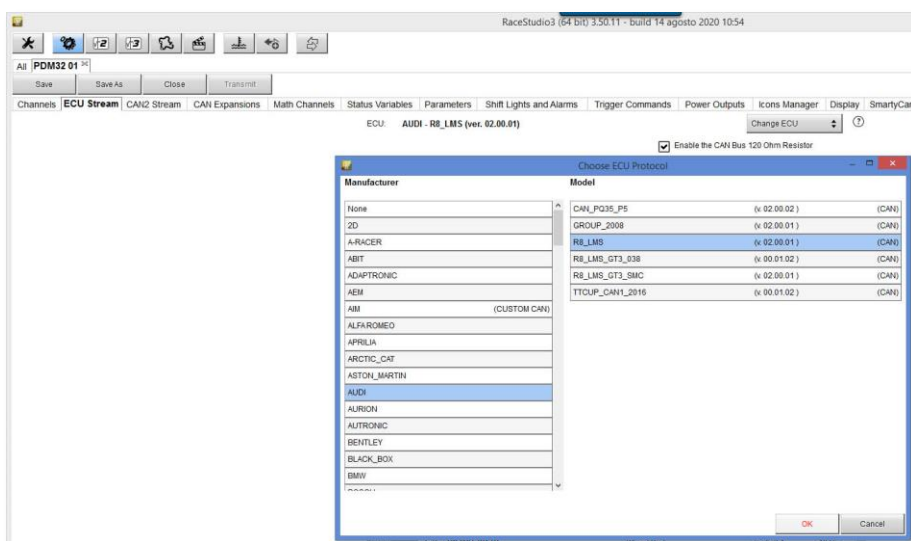 RaceStudio3 (64 bit) 3.50.11 - build 14 agosto 2020 10:54
All PDM32 01
Save Save As Close Transmit
Channels ECU Stream CAN2 Stream CAN Expansions Math Channels Status Variables Parameters Shift Lights and Alarms Trigger Commands Power Outputs Icons Manager Display SmartyCa
ECU: AUDI - R8_LMS (ver. 02.00.01) Change ECU ?
Enable the CAN Bus 120 Ohm Resistor
Choose ECU Protocol
Manufacturer Model
None CAN_PQ35_P5 (v. 02.00.02 ) (CAN)
2D GROUP_2008 (v. 02.00.01 ) (CAN)
A-RACER R8_LMS (v. 02.00.01 ) (CAN)
ABIT R8_LMS_GT3_038 (v. 00.01.02 ) (CAN)
ADAPTRONIC R8_LMS_GT3_SMC (v. 02.00.01 ) (CAN)
AEM TTCUP_CAN1_2016 (v. 00.01.02 ) (CAN)
AIM (CUSTOM CAN)
ALFAROMEO
APRILIA
ARCTIC_CAT
ASTON_MARTIN
AUDI
AURION
AUTRONIC
BENTLEY
BLACK_BOX
BMW
OK Cancel